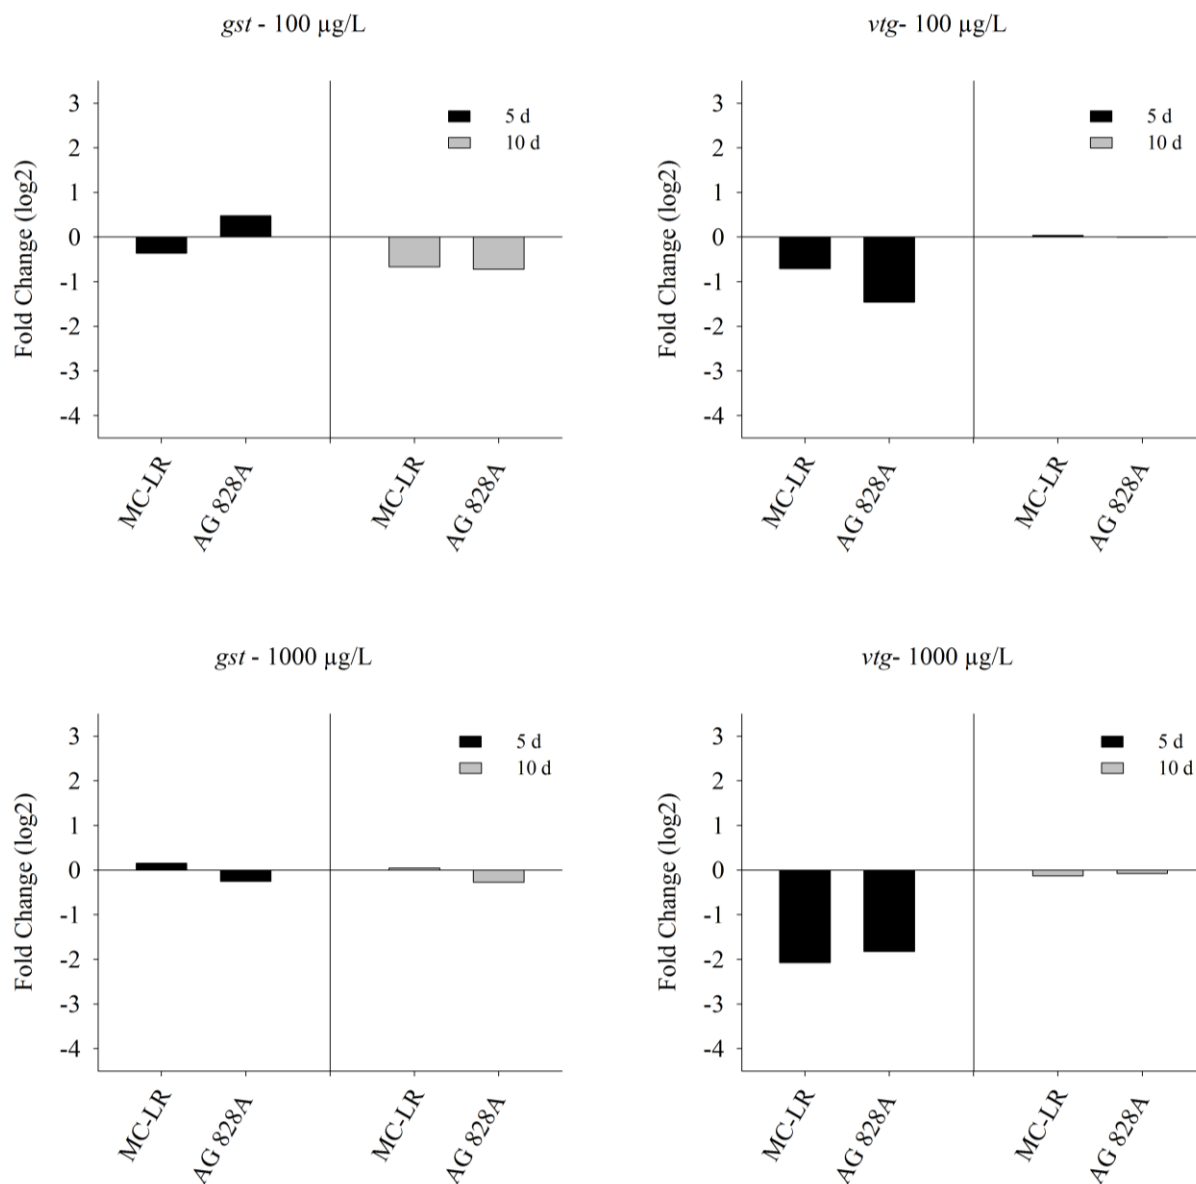 gst - 100 µg/L
Fold Change (log2)
3
2
1
0
-1
-2
-3
-4
5 d
10 d
MC-LR
AG 828A
MC-LR
AG 828A
vtg- 100 µg/L
Fold Change (log2)
3
2
1
0
-1
-2
-3
-4
5 d
10 d
MC-LR
AG 828A
MC-LR
AG 828A
gst - 1000 µg/L
Fold Change (log2)
3
2
1
0
-1
-2
-3
-4
5 d
10 d
MC-LR
AG 828A
MC-LR
AG 828A
vtg- 1000 µg/L
Fold Change (log2)
3
2
1
0
-1
-2
-3
-4
5 d
10 d
MC-LR
AG 828A
MC-LR
AG 828A